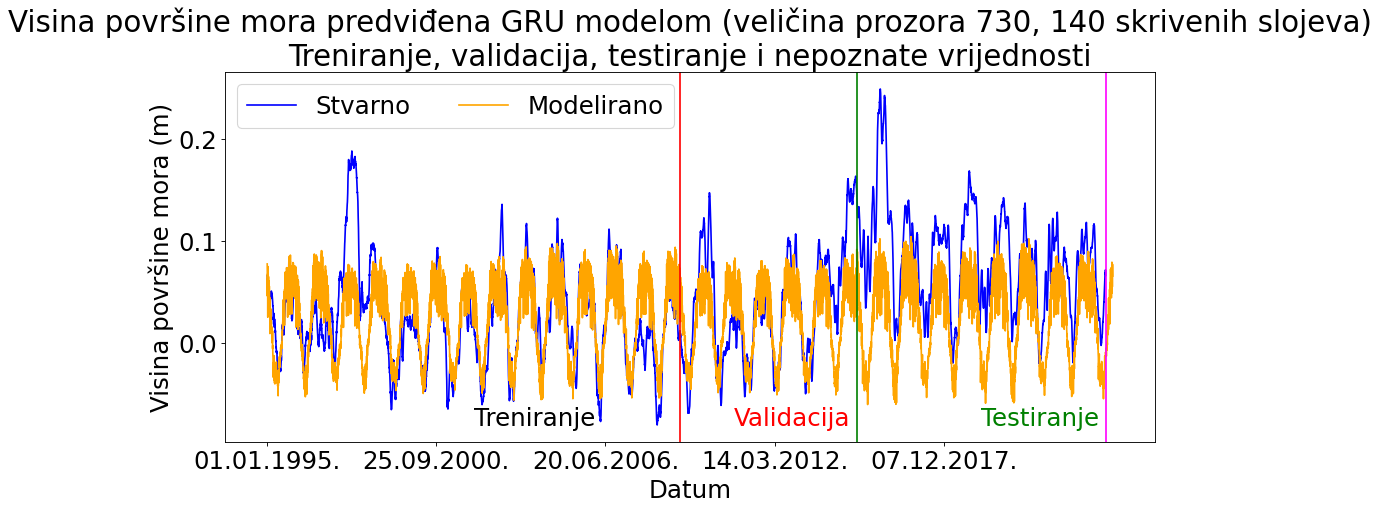 Visina površine mora predviđena GRU modelom (veličina prozora 730, 140 skrivenih slojeva)
Treniranje, validacija, testiranje i nepoznate vrijednosti
Stvarno
Modelirano
Visina površine mora (m)
0.2
0.1
0.0
Treniranje
Validacija
Testiranje
01.01.1995.
25.09.2000.
20.06.2006.
14.03.2012.
07.12.2017.
Datum